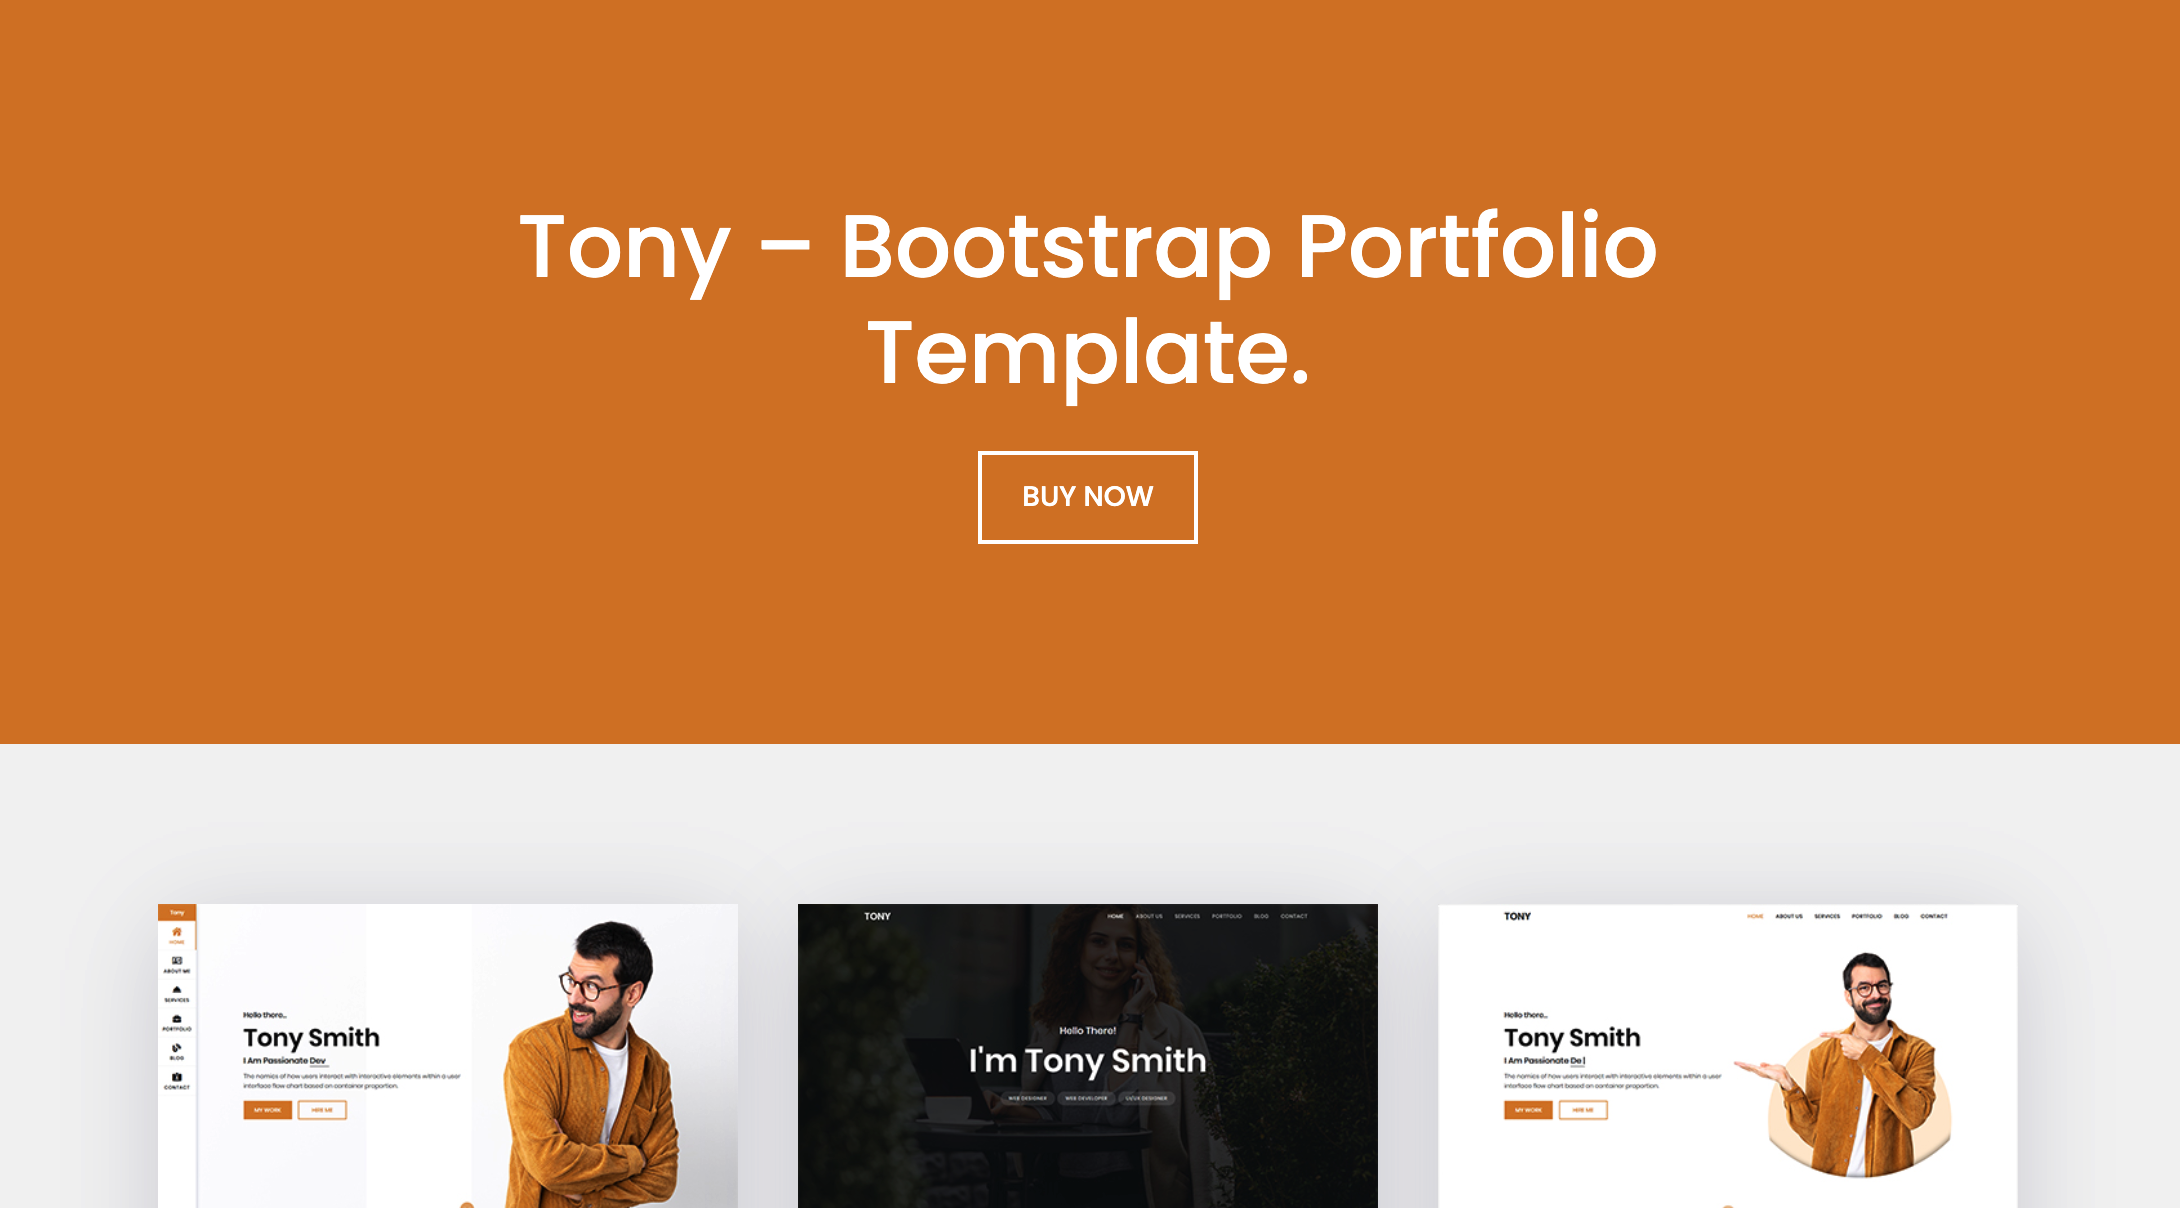 Tony – Bootstrap Portfolio
Template.
BUY NOW
Tony
HOME
ABOUT ME
SERVICES
PORTFOLIO
BLOG
CONTACT
Hello there..
Tony Smith
I Am Passionate Dev
The namics of how users interact with interactive elements within a user
interface flow chart based on container proportion.
MY WORK HIRE ME
TONY HOME ABOUT US SERVICES PORTFOLIO BLOG CONTACT
Hello There!
I'm Tony Smith
WEB DESIGNER WEB DEVELOPER UI/UX DESIGNER
TONY HOME ABOUT US SERVICES PORTFOLIO BLOG CONTACT
Hello there..
Tony Smith
I Am Passionate De|
The namics of how users interact with interactive elements within a user
interface flow chart based on container proportion.
MY WORK HIRE ME